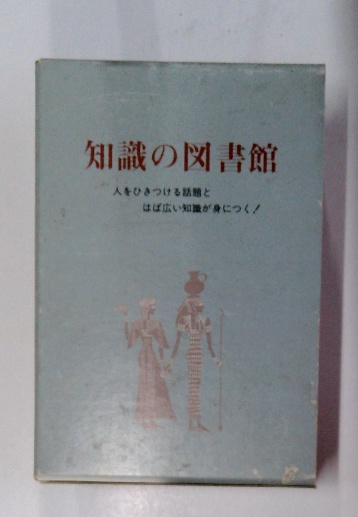 知識の図書館
人をひきつける話題と
はば広い知識が身につく！